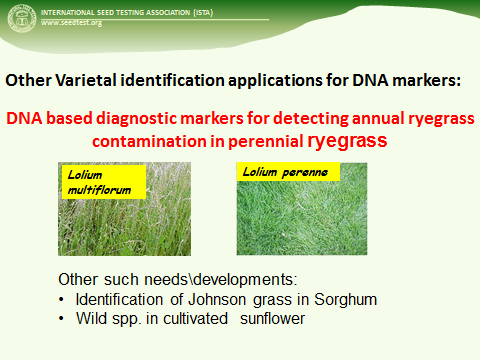 INTERNATIONAL SEED TESTING ASSOCIATION (ISTA)
www.seedtest.org
Other Varietal identification applications for DNA markers:
DNA based diagnostic markers for detecting annual ryegrass
contamination in perennial ryegrass
Lolium
multiflorum
Lolium perenne
Other such needs\developments:
• Identification of Johnson grass in Sorghum
• Wild spp. in cultivated sunflower